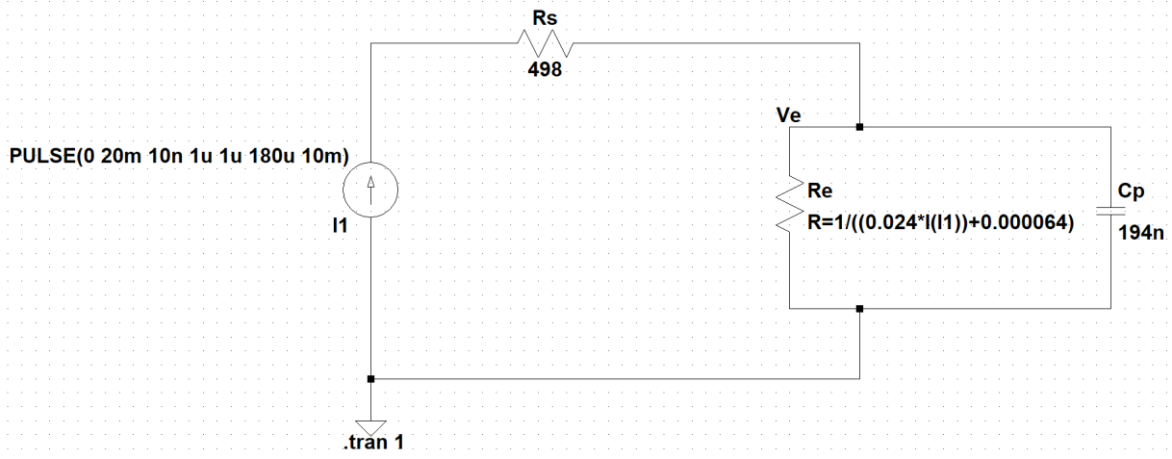 Rs
498
Ve
PULSE(0 20m 10n 1u 1u 180u 10m)
Re
Cp
R=1/((0.024*I(I1))+0.000064)
I1
194n
.tran 1